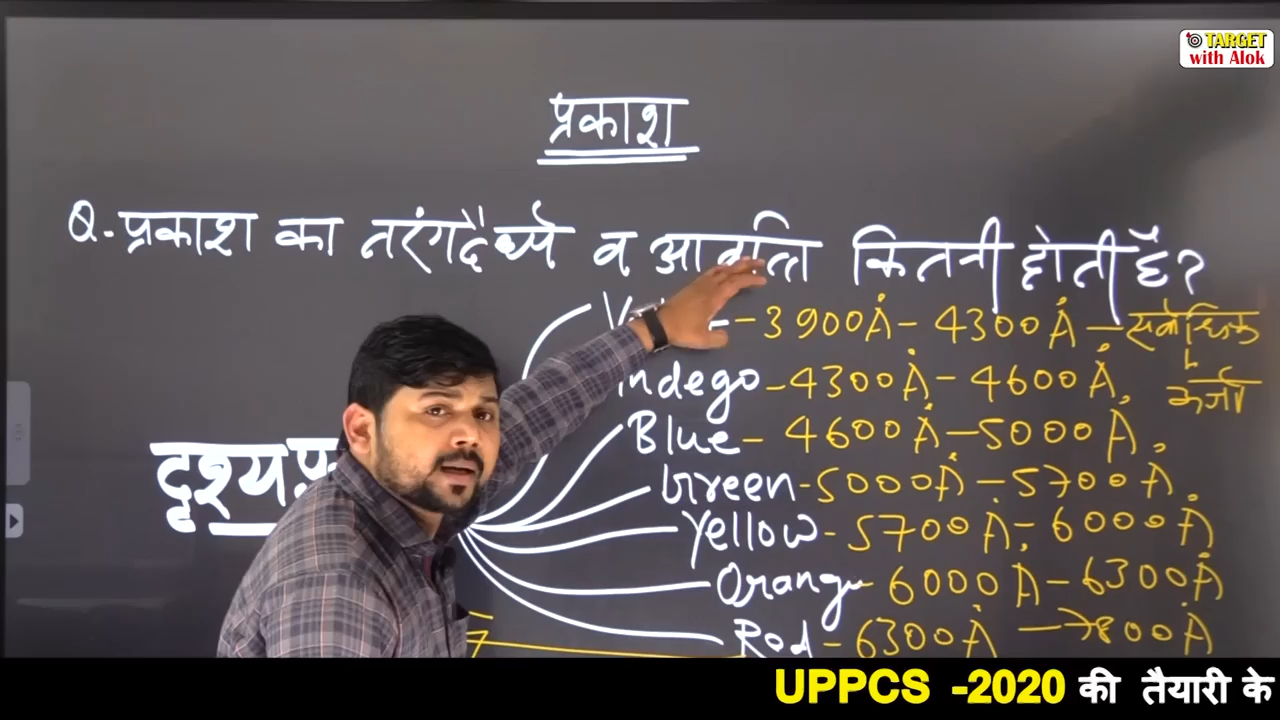 TARGET
with Alok
प्रकाश
Q. प्रकाश का तरंगदैर्ध्य व आवृत्ति कितनी होती है?
3900Å - 4300Å - सर्वाधिक
ऊर्जा
Indego - 4300Å - 4600Å.
Blue - 4600Å - 5000Å.
Green - 5000Å - 5700Å.
Yellow - 5700Å - 6000Å
Orange - 6000Å - 6300Å
Red - 6300Å - 7800Å
UPPCS -2020 की तैयारी के